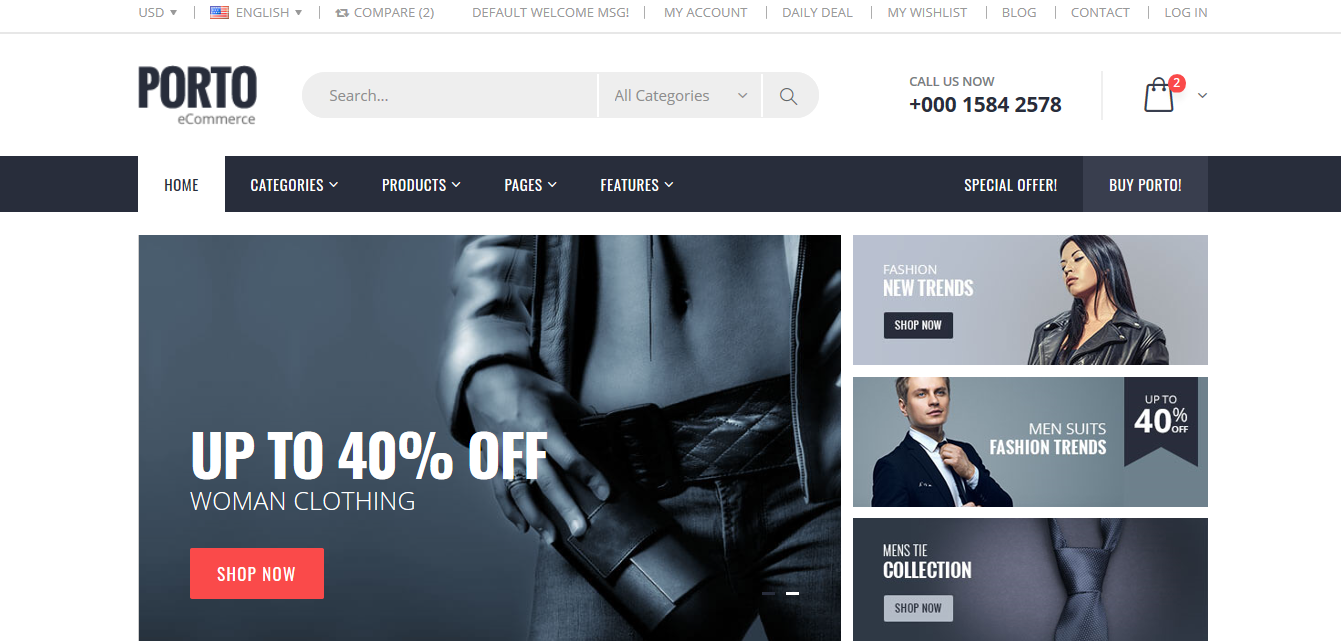 USD ENGLISH COMPARE (2) DEFAULT WELCOME MSG! MY ACCOUNT DAILY DEAL MY WISHLIST BLOG CONTACT LOG IN
PORTO
eCommerce
Search... All Categories
CALL US NOW
+000 1584 2578
2
HOME CATEGORIES PRODUCTS PAGES FEATURES SPECIAL OFFER! BUY PORTO!
UP TO 40% OFF
WOMAN CLOTHING
SHOP NOW
FASHION
NEW TRENDS
SHOP NOW
MEN SUITS
FASHION TRENDS
UP TO
40% OFF
MENS TIE
COLLECTION
SHOP NOW